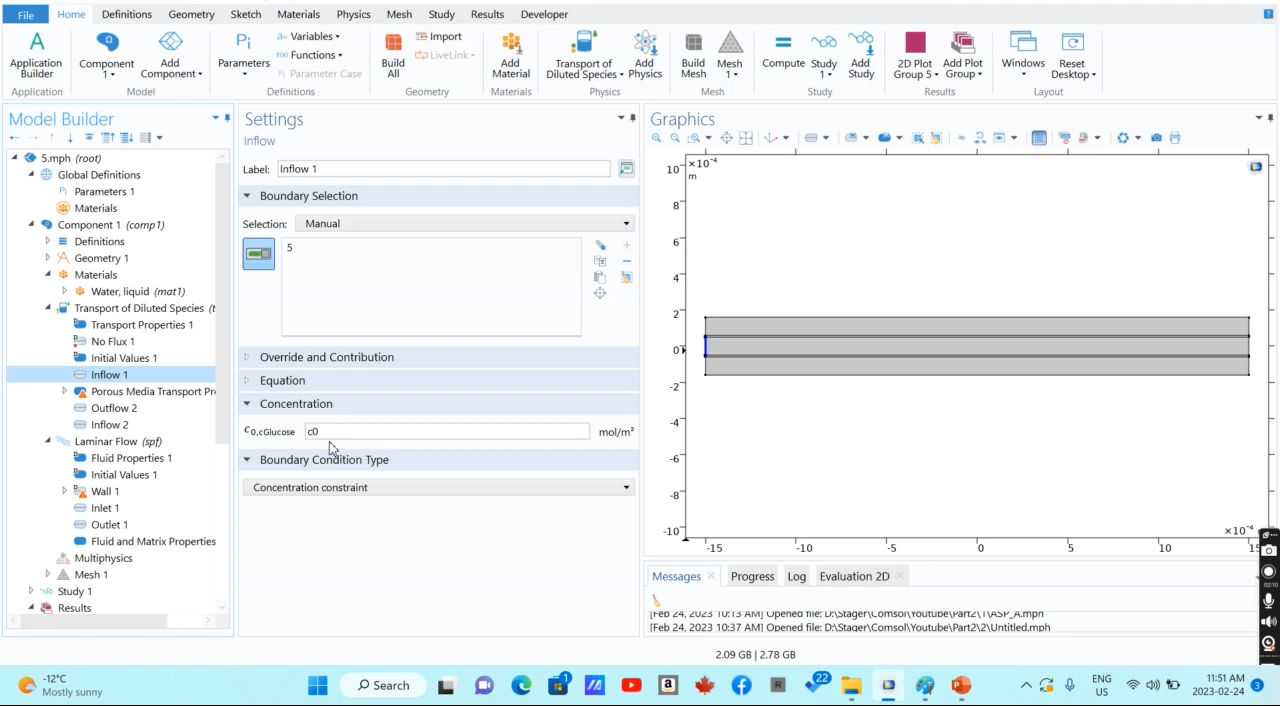 File Home Definitions Geometry Sketch Materials Physics Mesh Study Results Developer
Application Builder
Component 1
Add Component
Parameters
a= Variables
f(x) Functions
Parameter Case
Build All
Import
LiveLink
Add Material
Transport of Diluted Species
Add Physics
Build Mesh
Mesh 1
Compute
Study 1
Add Study
2D Plot Group 5
Add Plot Group
Windows
Reset Desktop
Application Model Definitions Geometry Materials Physics Mesh Study Results Layout
Model Builder
5.mph (root)
Global Definitions
Pi Parameters 1
Materials
Component 1 (comp1)
Definitions
Geometry 1
Materials
Water, liquid (mat1)
Transport of Diluted Species (t
Transport Properties 1
No Flux 1
Initial Values 1
Inflow 1
Porous Media Transport Pr
Outflow 2
Inflow 2
Laminar Flow (spf)
Fluid Properties 1
Initial Values 1
Wall 1
Inlet 1
Outlet 1
Fluid and Matrix Properties
Multiphysics
Mesh 1
Study 1
Results
Settings
Inflow
Label: Inflow 1
Boundary Selection
Selection: Manual
5
Override and Contribution
Equation
Concentration
c0,cGlucose c0 mol/m³
Boundary Condition Type
Concentration constraint
Graphics
×10⁻⁴
m
10
8
6
4
2
0
-2
-4
-6
-8
-10
×10⁻⁴
-15 -10 -5 0 5 10 15
Messages Progress Log Evaluation 2D
[Feb 24, 2023 10:13 AM] Opened file: D:\Stager\Comsol\Youtube\Part2\1\ASP_A.mph
[Feb 24, 2023 10:37 AM] Opened file: D:\Stager\Comsol\Youtube\Part2\2\Untitled.mph
02:10
2.09 GB | 2.78 GB
-12°C
Mostly sunny
Search
1
22
R
ENG
US
11:51 AM
2023-02-24
3